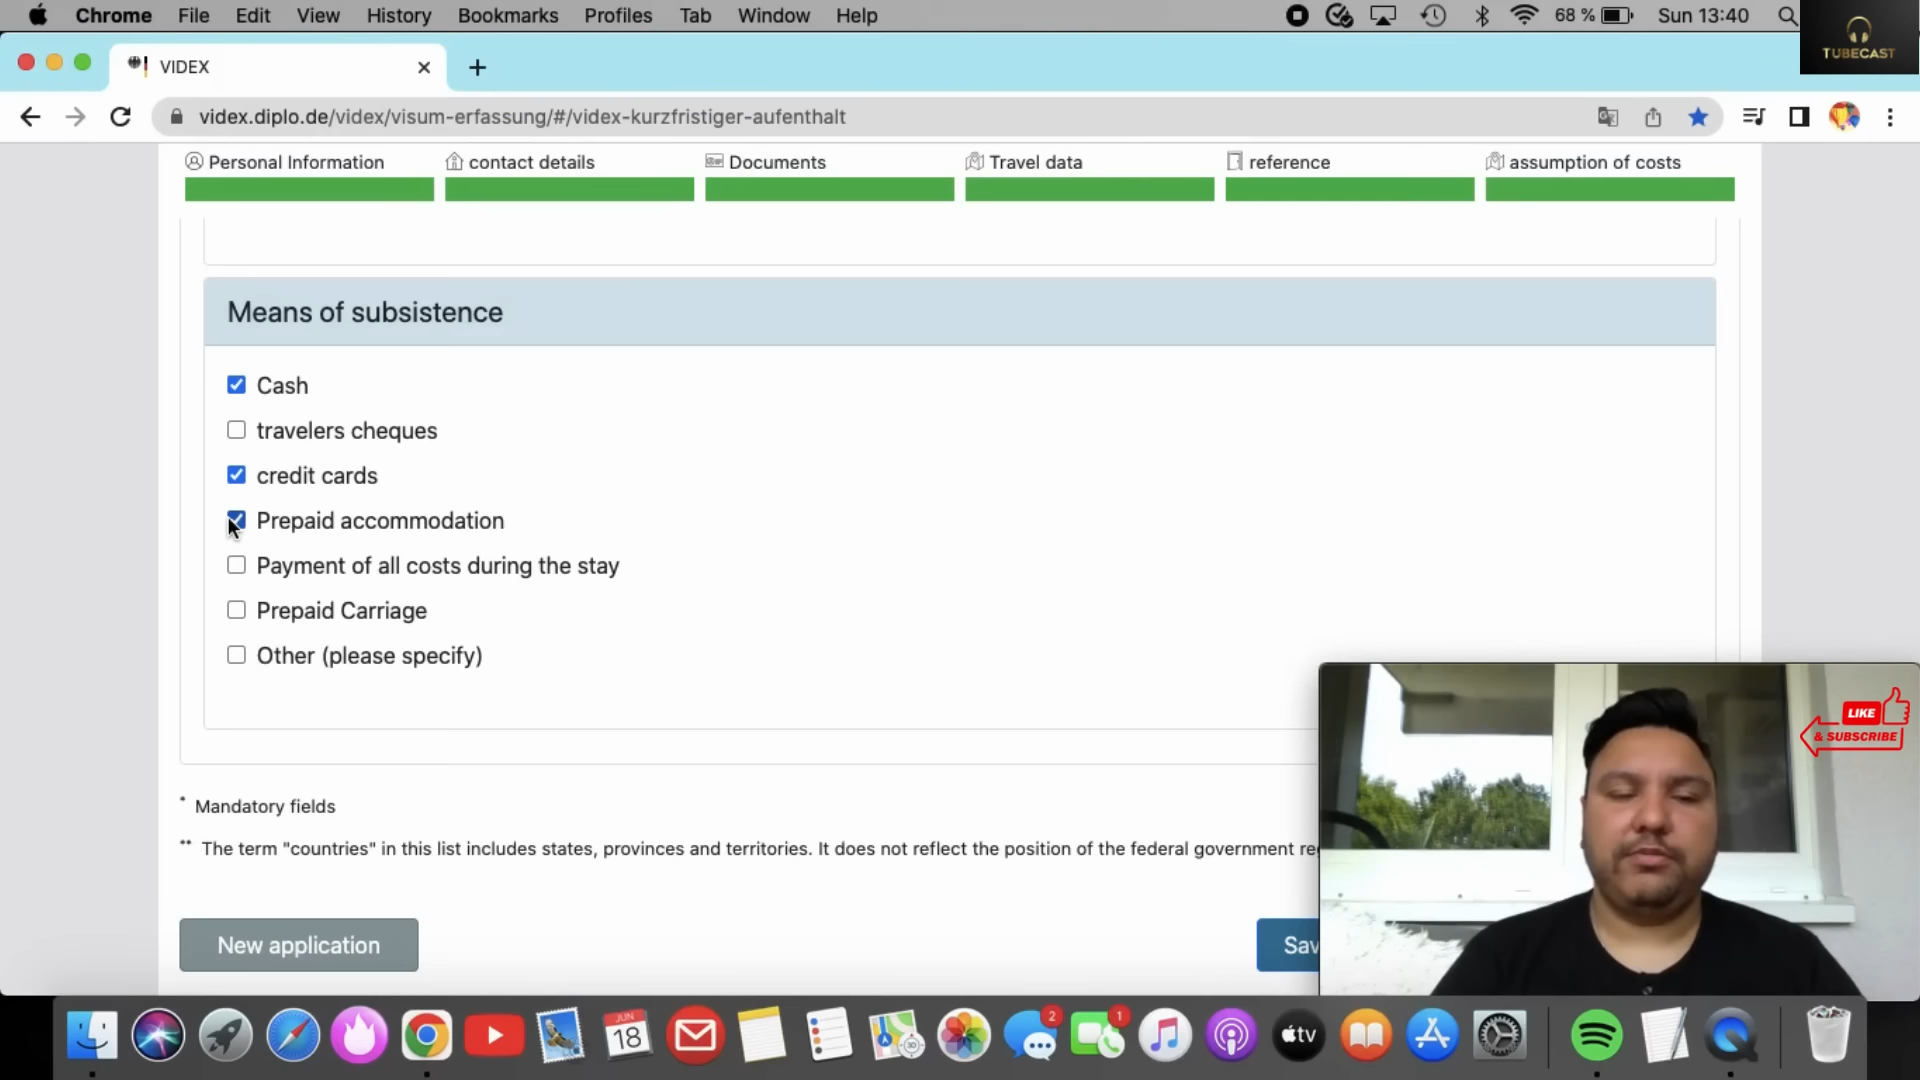 Chrome File Edit View History Bookmarks Profiles Tab Window Help 68 % Sun 13:40
TUBECAST
VIDEX
videx.diplo.de/videx/visum-erfassung/#/videx-kurzfristiger-aufenthalt
Personal Information contact details Documents Travel data reference assumption of costs
Means of subsistence
Cash
travelers cheques
credit cards
Prepaid accommodation
Payment of all costs during the stay
Prepaid Carriage
Other (please specify)
LIKE
& SUBSCRIBE
* Mandatory fields
** The term "countries" in this list includes states, provinces and territories. It does not reflect the position of the federal government
New application
JUN
18
2
1
tv